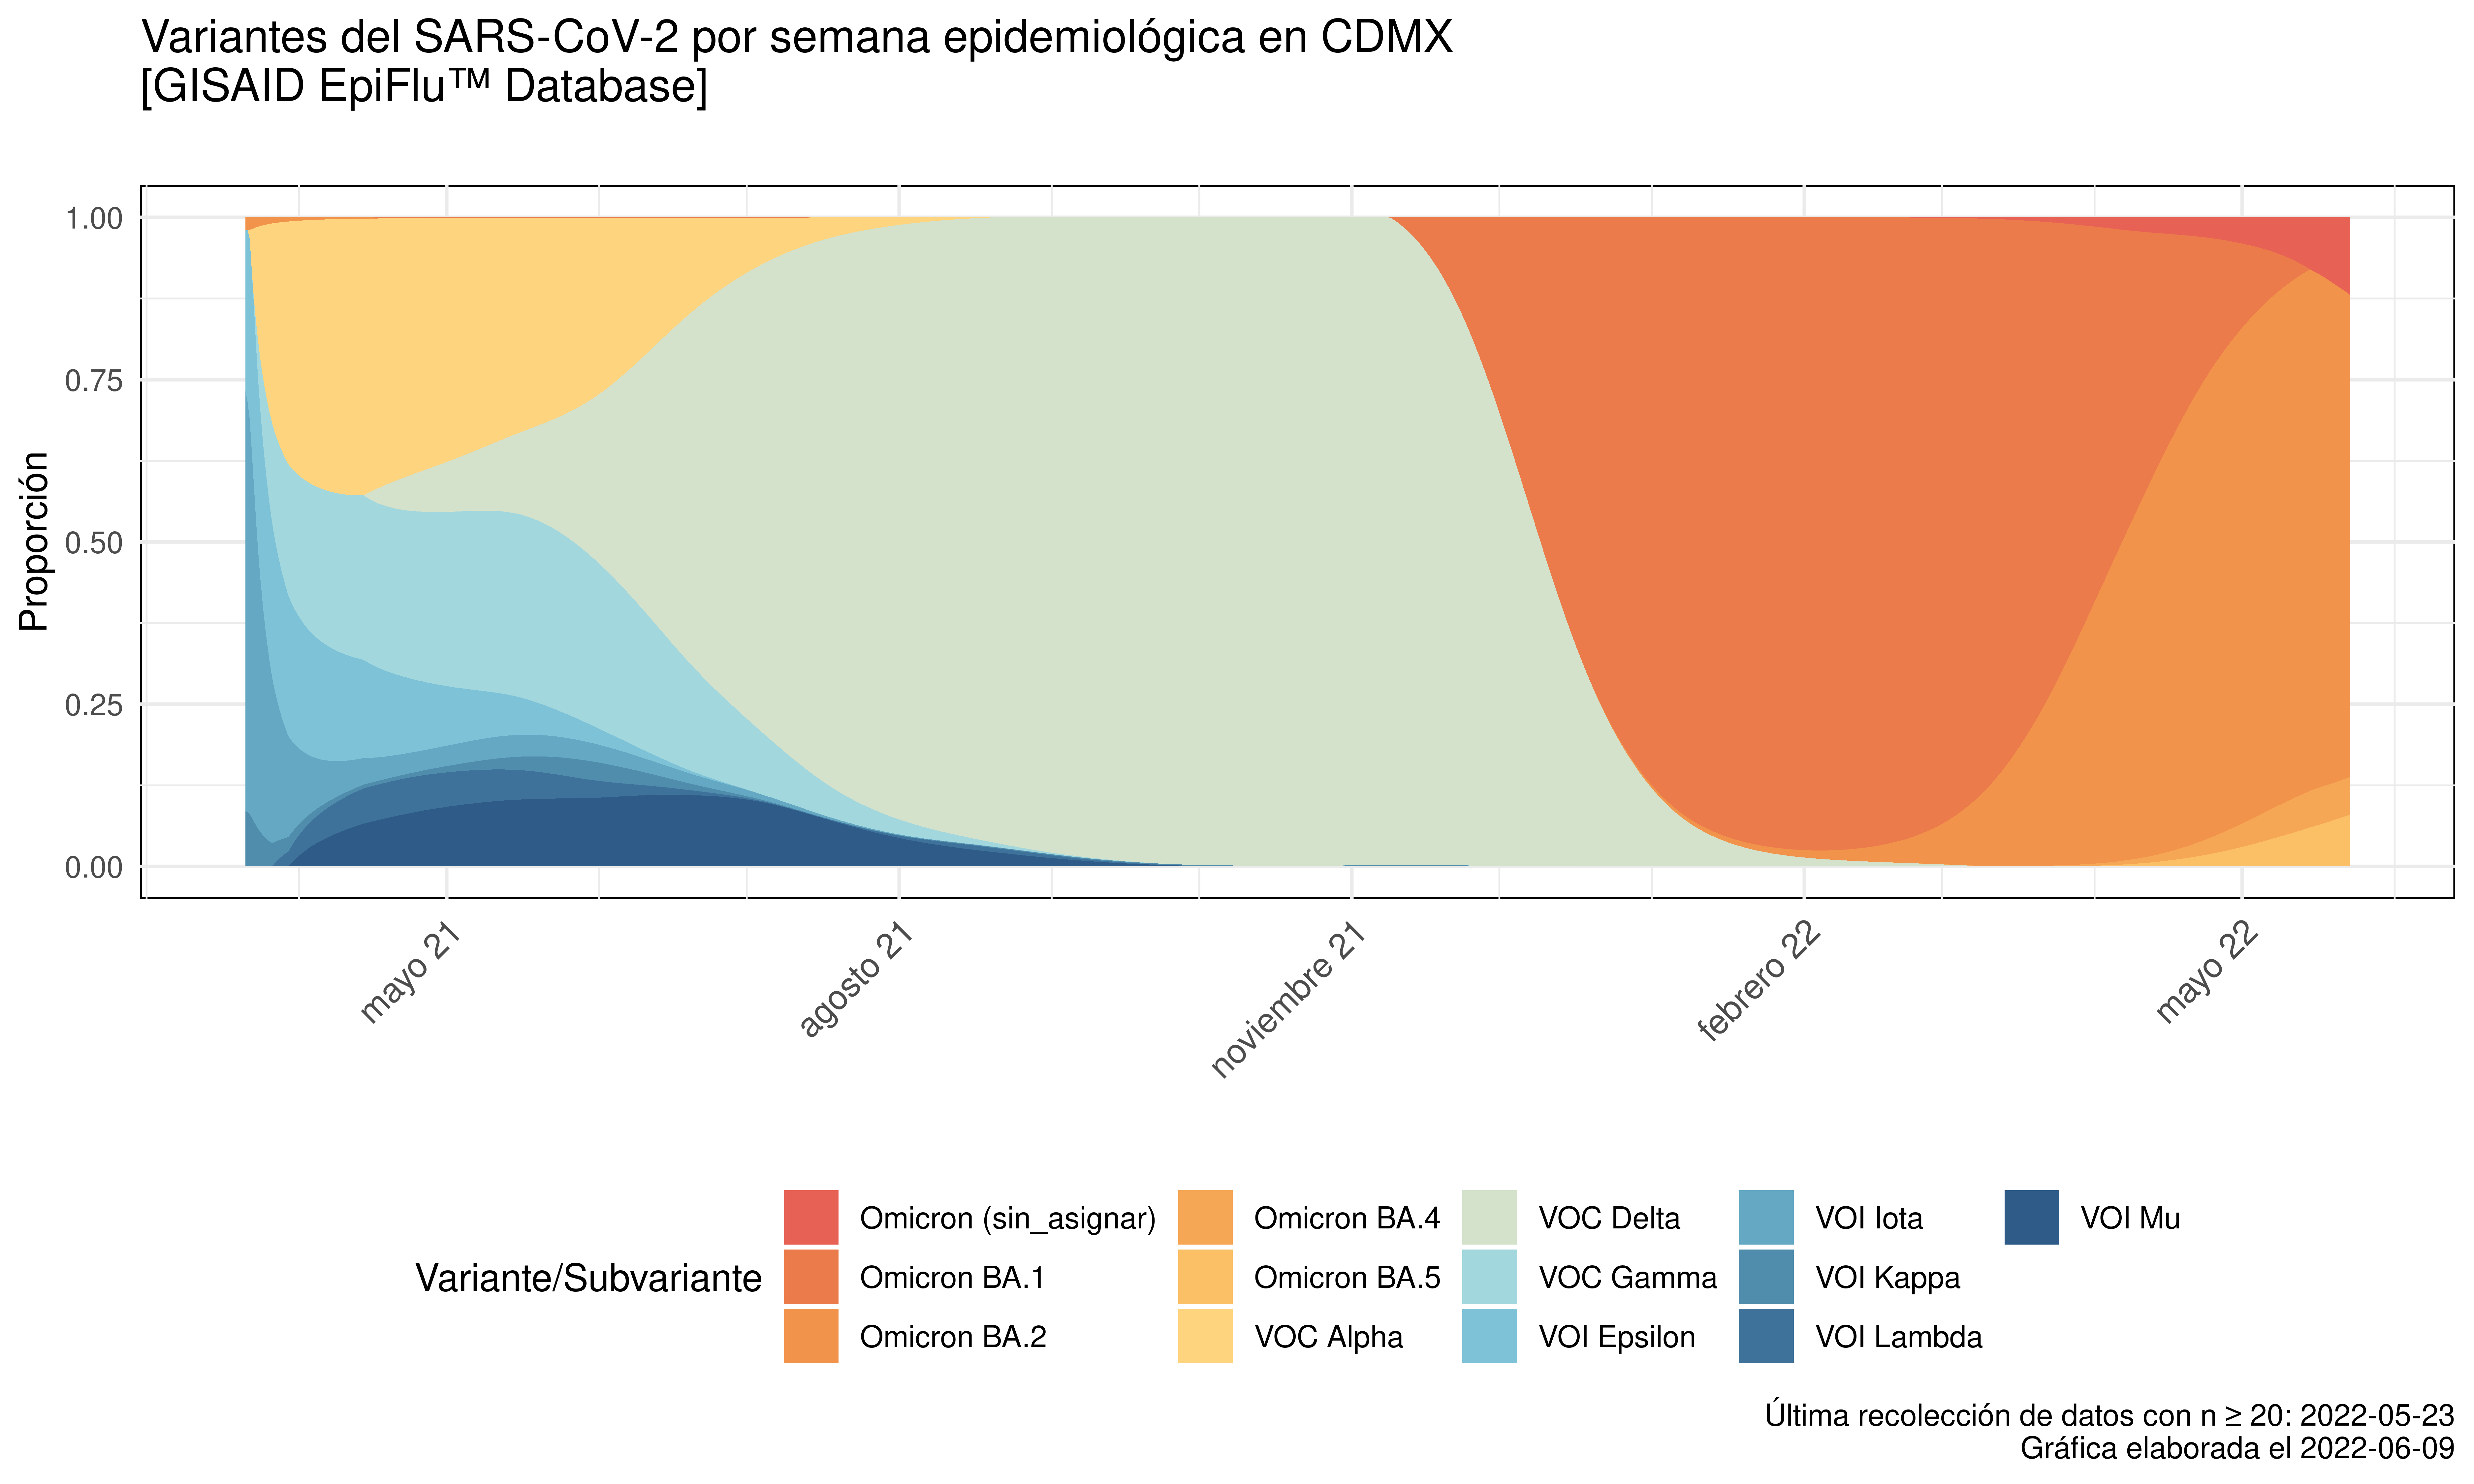 Variantes del SARS-CoV-2 por semana epidemiológica en CDMX
[GISAID EpiFlu™ Database]
Proporción
1.00
0.75
0.50
0.25
0.00
mayo 21
agosto 21
noviembre 21
febrero 22
mayo 22
Variante/Subvariante
Omicron (sin_asignar)
Omicron BA.1
Omicron BA.2
Omicron BA.4
Omicron BA.5
VOC Alpha
VOC Delta
VOC Gamma
VOI Epsilon
VOI Iota
VOI Kappa
VOI Lambda
VOI Mu
Última recolección de datos con n ≥ 20: 2022-05-23
Gráfica elaborada el 2022-06-09